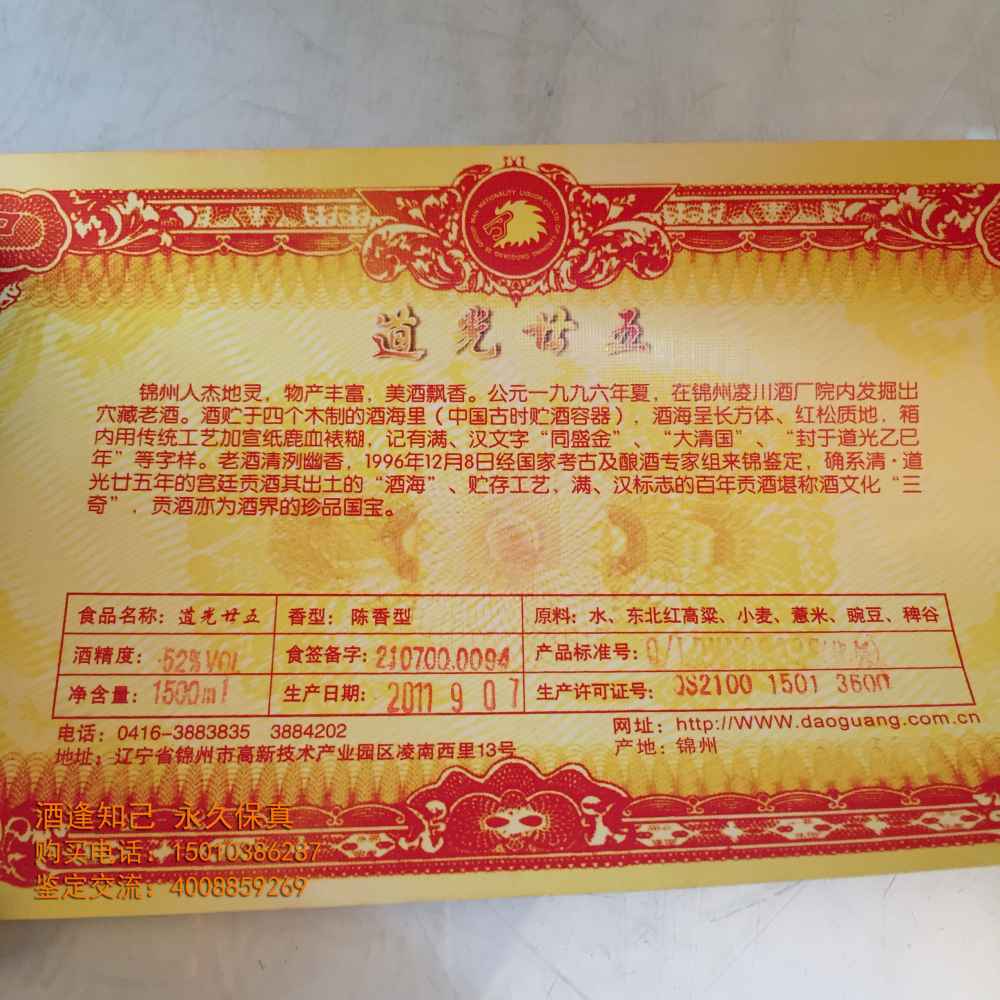 道光廿五
锦州人杰地灵，物产丰富，美酒飘香。公元一九九六年夏，在锦州凌川酒厂院内发掘出
穴藏老酒。酒贮于四个木制的酒海里（中国古时贮酒容器），酒海呈长方体、红松质地，箱
内用传统工艺加宣纸鹿血裱糊，记有满、汉文字“同盛金”、“大清国”、“封于道光乙巳
年”等字样。老酒清洌幽香，1996年12月8日经国家考古及酿酒专家组来锦鉴定，确系清·道
光廿五年的宫廷贡酒其出土的“酒海”、贮存工艺，满、汉标志的百年贡酒堪称酒文化“三
奇”，贡酒亦为酒界的珍品国宝。
食品名称：道光廿五 香型：陈香型 原料：水、东北红高粱、小麦、薏米、豌豆、稗谷
酒精度：52%VOL 食签备字：210700.0094 产品标准号：
净含量：1500ml 生产日期：2011 9 07 生产许可证号：QS2100 1501 3600
电话：0416-3883835 3884202 网址：http://WWW.daoguang.com.cn
地址：辽宁省锦州市高新技术产业园区凌南西里13号 产地：锦州
酒逢知己 永久保真
购买电话：15010386287
鉴定交流：4008859269